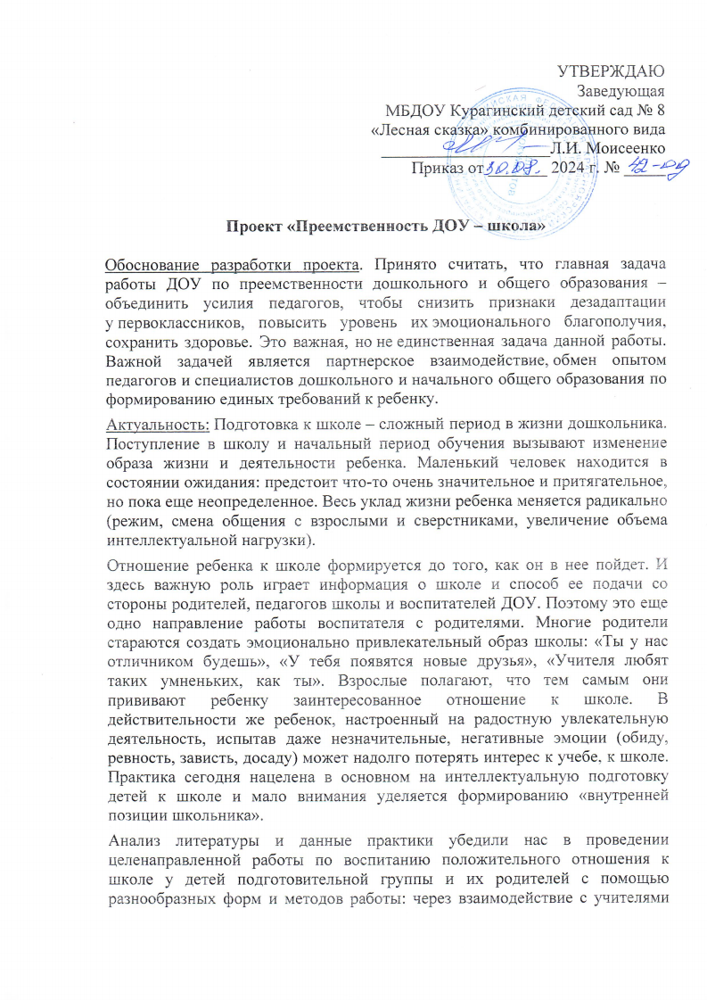 УТВЕРЖДАЮ
Заведующая
МБДОУ Курагинский детский сад № 8
«Лесная сказка» комбинированного вида
____________________Л.И. Моисеенко
Приказ от 30.08. 2024 г. № 42-од

Проект «Преемственность ДОУ – школа»

Обоснование разработки проекта. Принято считать, что главная задача
работы ДОУ по преемственности дошкольного и общего образования –
объединить усилия педагогов, чтобы снизить признаки дезадаптации
у первоклассников, повысить уровень их эмоционального благополучия,
сохранить здоровье. Это важная, но не единственная задача данной работы.
Важной задачей является партнерское взаимодействие, обмен опытом
педагогов и специалистов дошкольного и начального общего образования по
формированию единых требований к ребенку.
Актуальность: Подготовка к школе – сложный период в жизни дошкольника.
Поступление в школу и начальный период обучения вызывают изменение
образа жизни и деятельности ребенка. Маленький человек находится в
состоянии ожидания: предстоит что-то очень значительное и притягательное,
но пока еще неопределенное. Весь уклад жизни ребенка меняется радикально
(режим, смена общения с взрослыми и сверстниками, увеличение объема
интеллектуальной нагрузки).
Отношение ребенка к школе формируется до того, как он в нее пойдет. И
здесь важную роль играет информация о школе и способ ее подачи со
стороны родителей, педагогов школы и воспитателей ДОУ. Поэтому это еще
одно направление работы воспитателя с родителями. Многие родители
стараются создать эмоционально привлекательный образ школы: «Ты у нас
отличником будешь», «У тебя появятся новые друзья», «Учителя любят
таких умненьких, как ты». Взрослые полагают, что тем самым они
прививают ребенку заинтересованное отношение к школе. В
действительности же ребенок, настроенный на радостную увлекательную
деятельность, испытав даже незначительные, негативные эмоции (обиду,
ревность, зависть, досаду) может надолго потерять интерес к учебе, к школе.
Практика сегодня нацелена в основном на интеллектуальную подготовку
детей к школе и мало внимания уделяется формированию «внутренней
позиции школьника».
Анализ литературы и данные практики убедили нас в проведении
целенаправленной работы по воспитанию положительного отношения к
школе у детей подготовительной группы и их родителей с помощью
разнообразных форм и методов работы: через взаимодействие с учителями